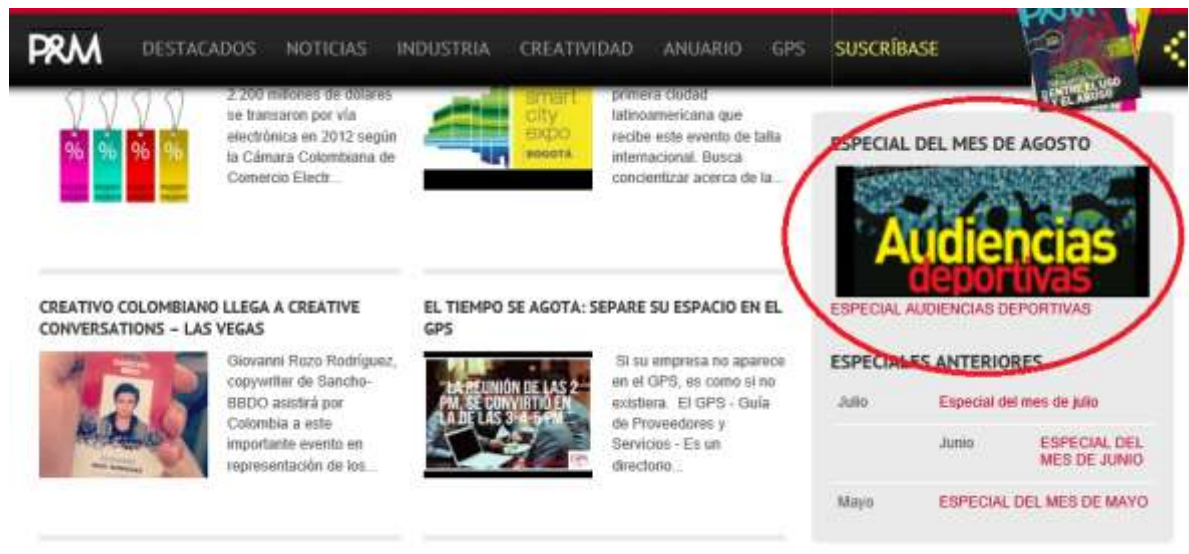 P&M DESTACADOS NOTICIAS INDUSTRIA CREATIVIDAD ANUARIO GPS SUSCRÍBASE
ENTRE EL USO
Y EL ABUSO
2.200 millones de dólares
se transaron por vía
electrónica en 2012 según
la Cámara Colombiana de
Comercio Electr...
% % % %
smart
city
expo
BOGOTA
primera ciudad
latinoamericana que
recibe este evento de talla
internacional. Busca
concientizar acerca de la...
CREATIVO COLOMBIANO LLEGA A CREATIVE
CONVERSATIONS – LAS VEGAS
Giovanni Rozo Rodríguez,
copywriter de Sancho-
BBDO asistirá por
Colombia a este
importante evento en
representación de los...
EL TIEMPO SE AGOTA: SEPARE SU ESPACIO EN EL
GPS
"LA REUNIÓN DE LAS 2
PM, SE CONVIRTIÓ EN
LA DE LAS 3-4-5 PM...
Si su empresa no aparece
en el GPS, es como si no
existiera. El GPS - Guía
de Proveedores y
Servicios - Es un
directorio...
ESPECIAL DEL MES DE AGOSTO
Audiencias
deportivas
ESPECIAL AUDIENCIAS DEPORTIVAS
ESPECIALES ANTERIORES
Julio Especial del mes de julio
Junio ESPECIAL DEL
MES DE JUNIO
Mayo ESPECIAL DEL MES DE MAYO